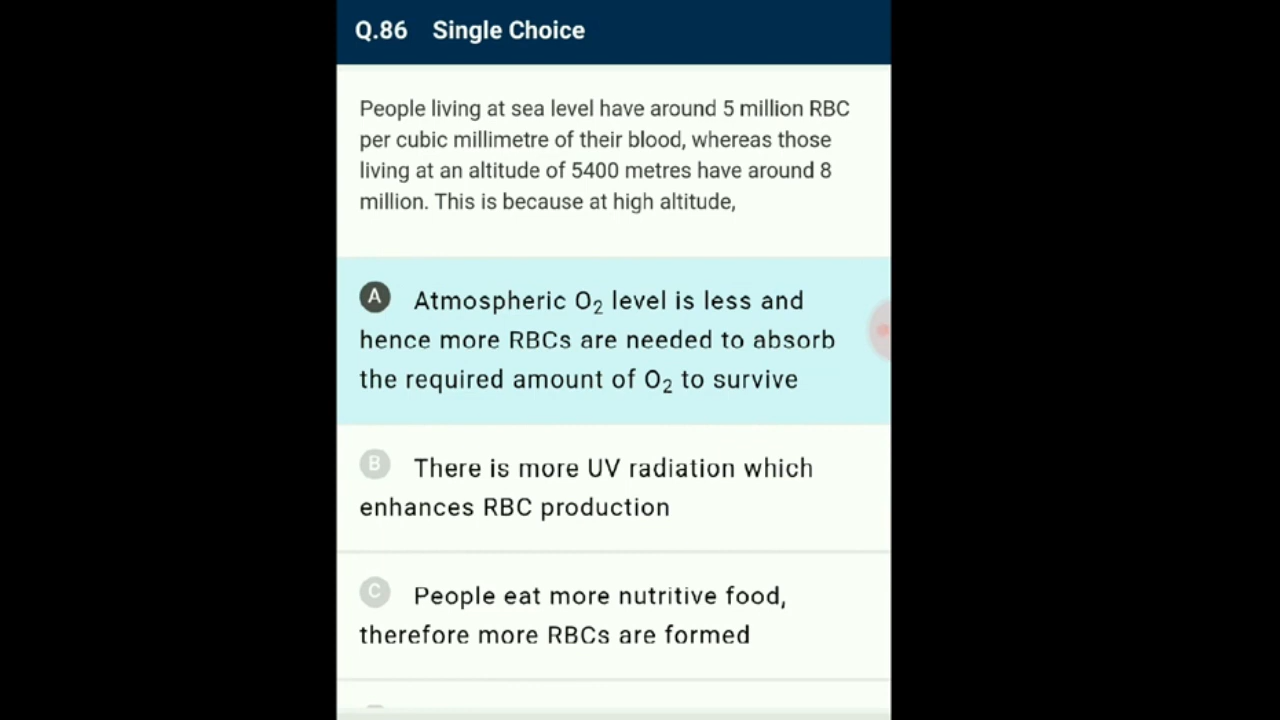 Q.86 Single Choice
People living at sea level have around 5 million RBC
per cubic millimetre of their blood, whereas those
living at an altitude of 5400 metres have around 8
million. This is because at high altitude,
A Atmospheric O₂ level is less and
hence more RBCs are needed to absorb
the required amount of O₂ to survive
B There is more UV radiation which
enhances RBC production
C People eat more nutritive food,
therefore more RBCs are formed